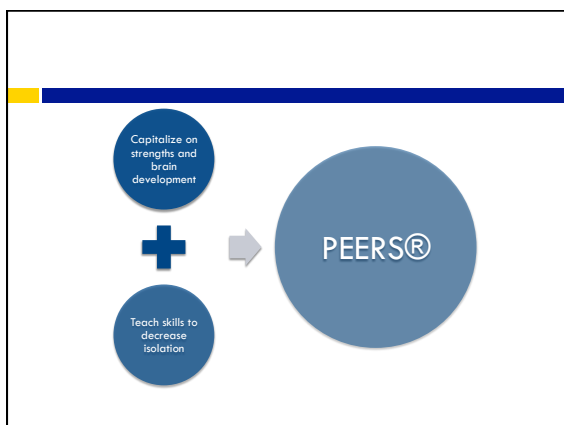 Capitalize on
strengths and
brain
development
Teach skills to
decrease
isolation
PEERS®